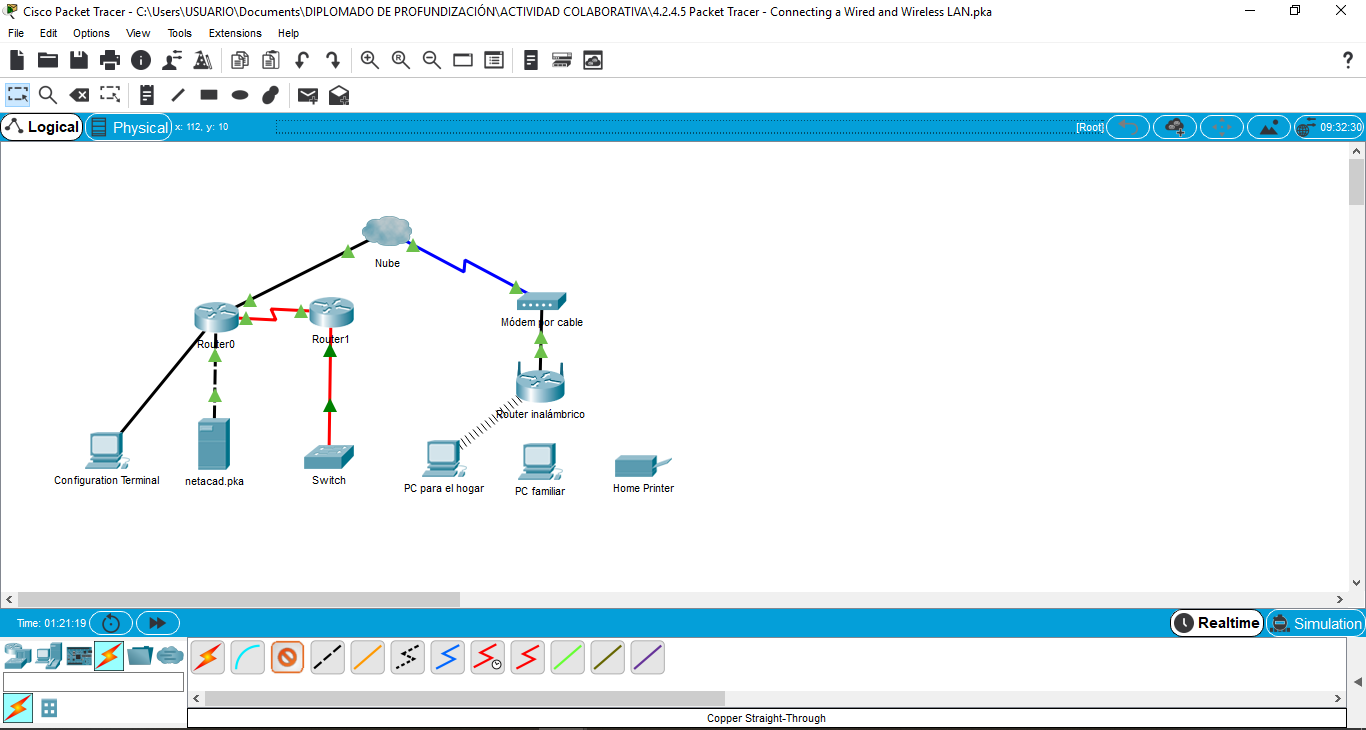 Cisco Packet Tracer - C:\Users\USUARIO\Documents\DIPLOMADO DE PROFUNDIZACIÓN\ACTIVIDAD COLABORATIVA\4.2.4.5 Packet Tracer - Connecting a Wired and Wireless LAN.pka
File Edit Options View Tools Extensions Help
Logical Physical x: 112, y: 10 [Root] 09:32:30
Nube
Módem por cable
Router0
Router1
Router inalámbrico
Configuration Terminal
netacad.pka
Switch
PC para el hogar
PC familiar
Home Printer
Time: 01:21:19 Realtime Simulation
Copper Straight-Through